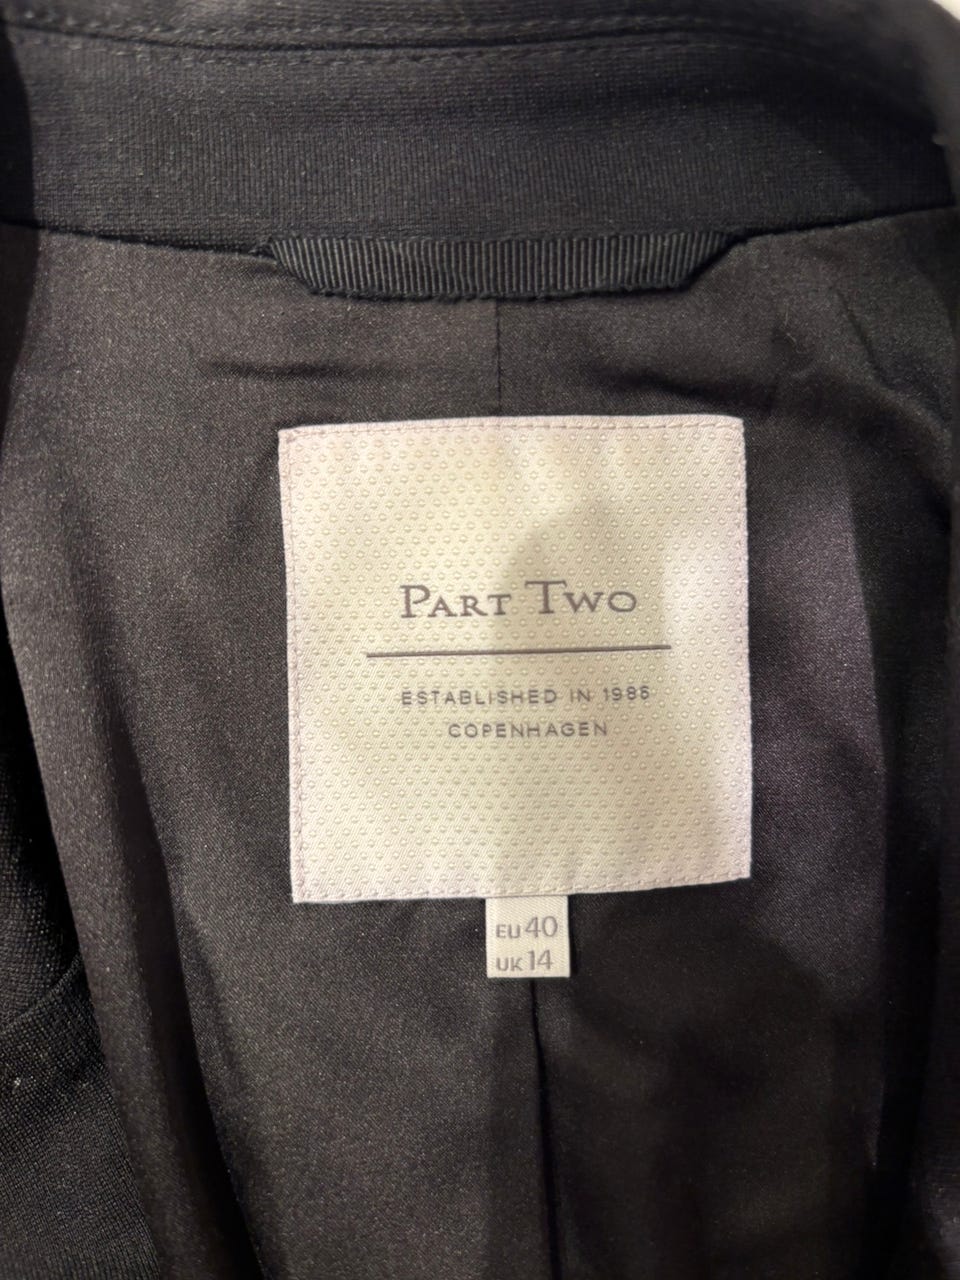 PART TWO
ESTABLISHED IN 1986
COPENHAGEN
EU 40
UK 14